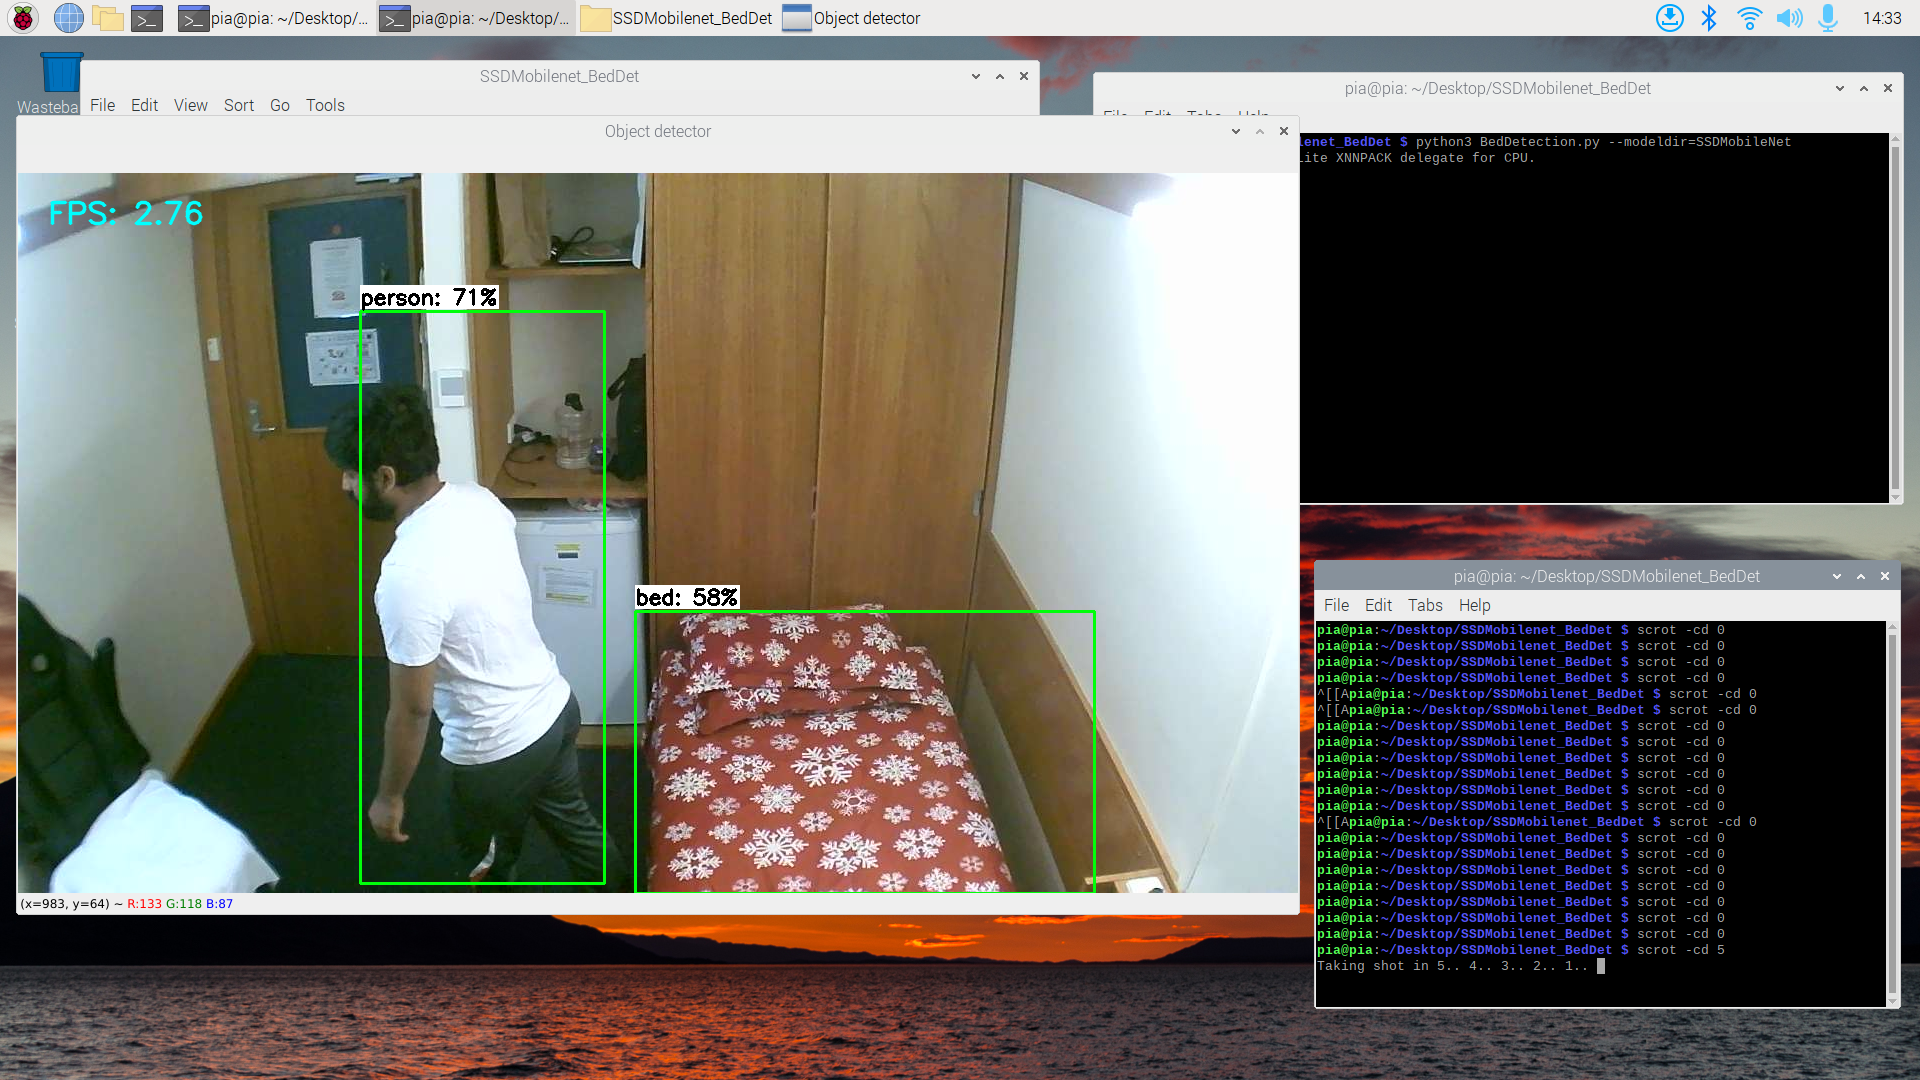 pia@pia: ~/Desktop/...
pia@pia: ~/Desktop/...
SSDMobilenet_BedDet
Object detector
14:33
Wasteba
SSDMobilenet_BedDet
File Edit View Sort Go Tools
pia@pia: ~/Desktop/SSDMobilenet_BedDet
File Edit Tabs Help
lenet_BedDet $ python3 BedDetection.py --modeldir=SSDMobileNet
ite XNNPACK delegate for CPU.
Object detector
FPS: 2.76
person: 71%
bed: 58%
(x=983, y=64) ~ R:133 G:118 B:87
pia@pia: ~/Desktop/SSDMobilenet_BedDet
File Edit Tabs Help
pia@pia:~/Desktop/SSDMobilenet_BedDet $ scrot -cd 0
pia@pia:~/Desktop/SSDMobilenet_BedDet $ scrot -cd 0
pia@pia:~/Desktop/SSDMobilenet_BedDet $ scrot -cd 0
pia@pia:~/Desktop/SSDMobilenet_BedDet $ scrot -cd 0
^[[Apia@pia:~/Desktop/SSDMobilenet_BedDet $ scrot -cd 0
^[[Apia@pia:~/Desktop/SSDMobilenet_BedDet $ scrot -cd 0
pia@pia:~/Desktop/SSDMobilenet_BedDet $ scrot -cd 0
pia@pia:~/Desktop/SSDMobilenet_BedDet $ scrot -cd 0
pia@pia:~/Desktop/SSDMobilenet_BedDet $ scrot -cd 0
pia@pia:~/Desktop/SSDMobilenet_BedDet $ scrot -cd 0
pia@pia:~/Desktop/SSDMobilenet_BedDet $ scrot -cd 0
pia@pia:~/Desktop/SSDMobilenet_BedDet $ scrot -cd 0
^[[Apia@pia:~/Desktop/SSDMobilenet_BedDet $ scrot -cd 0
pia@pia:~/Desktop/SSDMobilenet_BedDet $ scrot -cd 0
pia@pia:~/Desktop/SSDMobilenet_BedDet $ scrot -cd 0
pia@pia:~/Desktop/SSDMobilenet_BedDet $ scrot -cd 0
pia@pia:~/Desktop/SSDMobilenet_BedDet $ scrot -cd 0
pia@pia:~/Desktop/SSDMobilenet_BedDet $ scrot -cd 0
pia@pia:~/Desktop/SSDMobilenet_BedDet $ scrot -cd 0
pia@pia:~/Desktop/SSDMobilenet_BedDet $ scrot -cd 0
pia@pia:~/Desktop/SSDMobilenet_BedDet $ scrot -cd 5
Taking shot in 5.. 4.. 3.. 2.. 1..